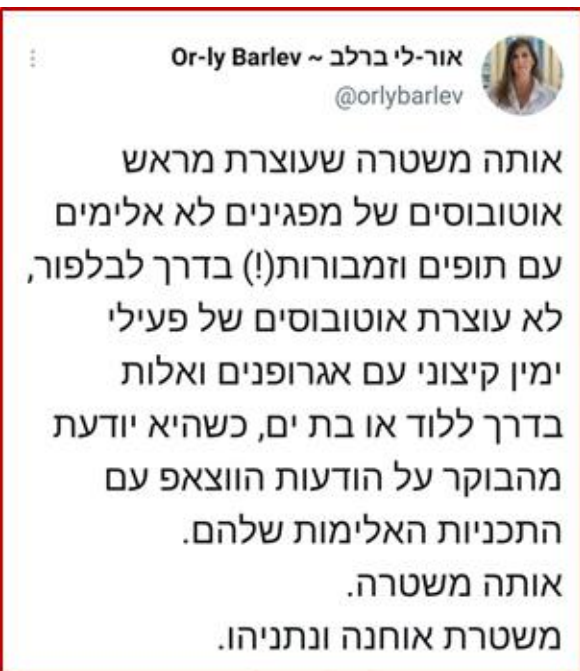 אור-לי ברלב ~ Or-ly Barlev
@orlybarlev
אותה משטרה שעוצרת מראש
אוטובוסים של מפגינים לא אלימים
עם תופים וזמבורות(!) בדרך לבלפור,
לא עוצרת אוטובוסים של פעילי
ימין קיצוני עם אגרופנים ואלות
בדרך ללוד או בת ים, כשהיא יודעת
מהבוקר על הודעות הווצאפ עם
התכניות האלימות שלהם.
אותה משטרה.
משטרת אוחנה ונתניהו.